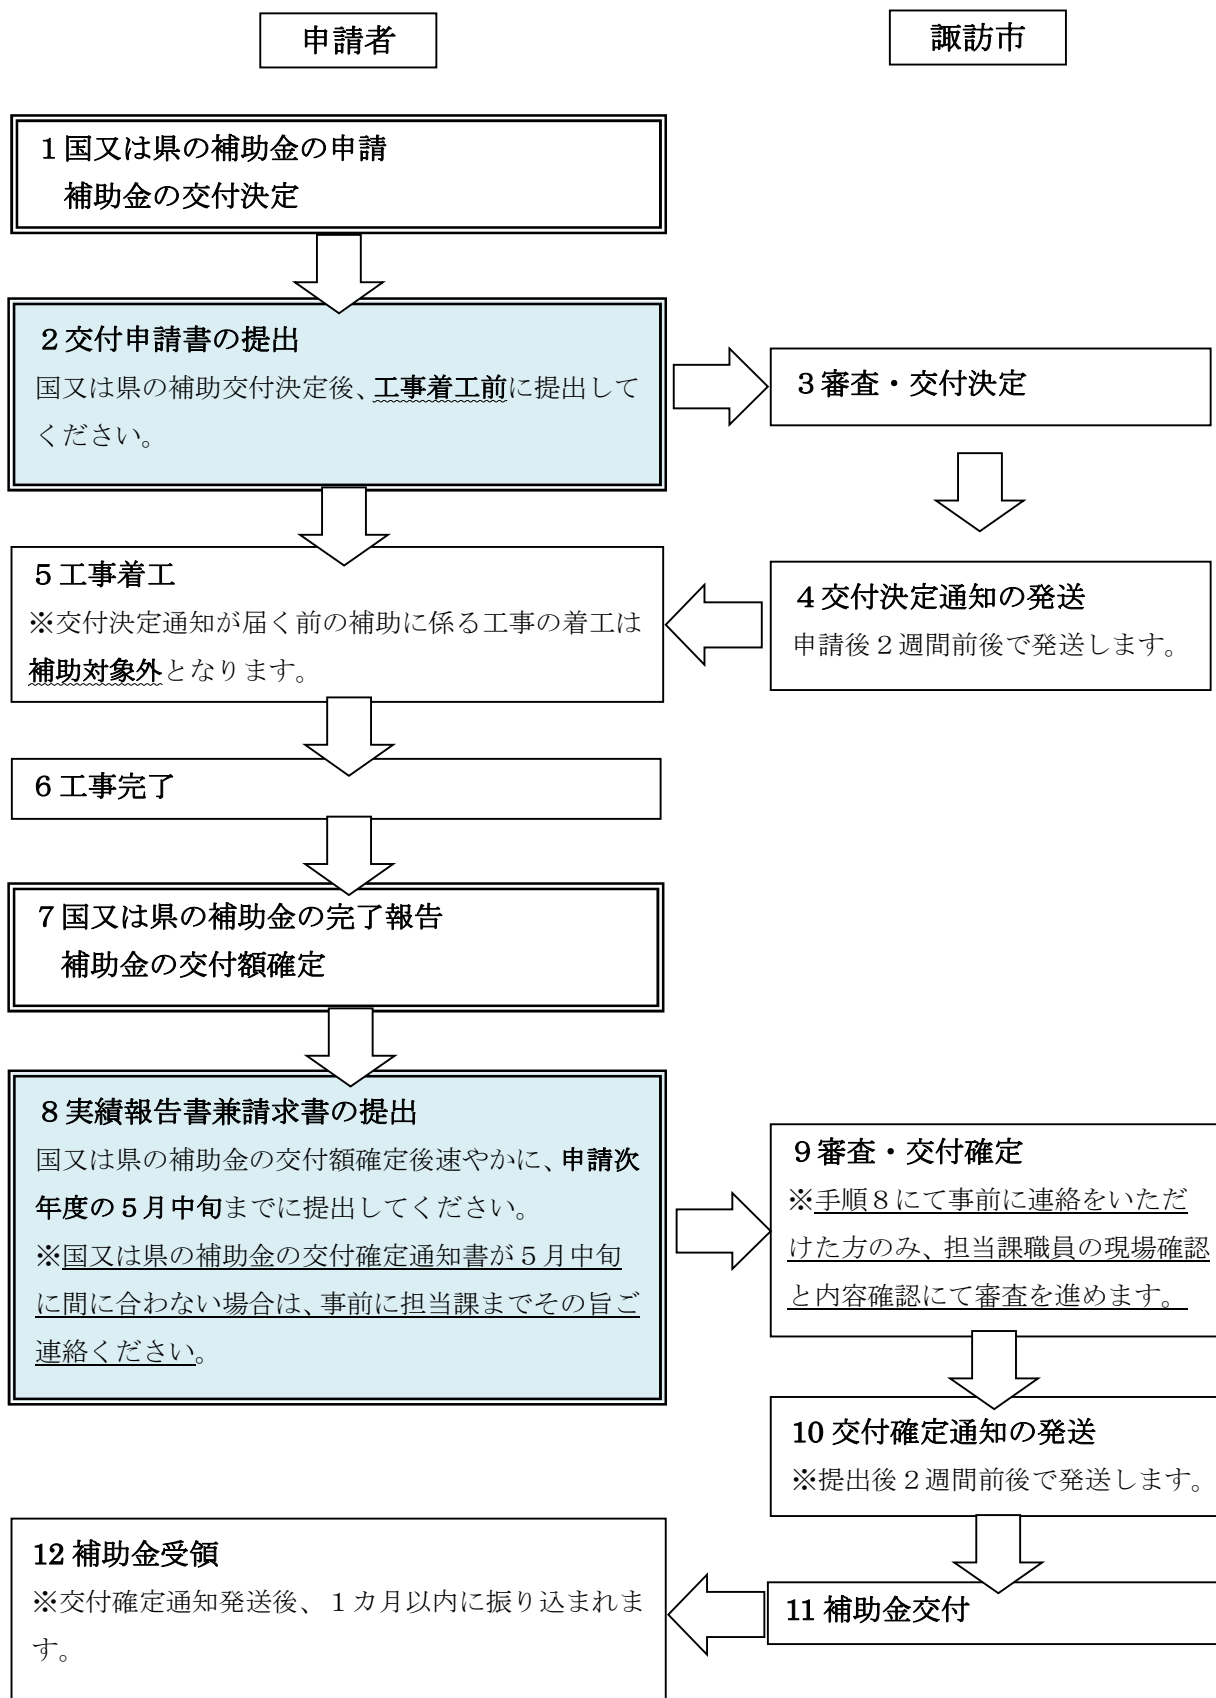 申請者
諏訪市
１国又は県の補助金の申請
補助金の交付決定
２交付申請書の提出
国又は県の補助交付決定後、工事着工前に提出して
ください。
３審査・交付決定
４交付決定通知の発送
申請後２週間前後で発送します。
５工事着工
※交付決定通知が届く前の補助に係る工事の着工は
補助対象外となります。
６工事完了
７国又は県の補助金の完了報告
補助金の交付額確定
８実績報告書兼請求書の提出
国又は県の補助金の交付額確定後速やかに、申請次
年度の５月中旬までに提出してください。
※国又は県の補助金の交付確定通知書が５月中旬
に間に合わない場合は、事前に担当課までその旨ご
連絡ください。
９審査・交付確定
※手順８にて事前に連絡をいただ
けた方のみ、担当課職員の現場確認
と内容確認にて審査を進めます。
10 交付確定通知の発送
※提出後２週間前後で発送します。
11 補助金交付
12 補助金受領
※交付確定通知発送後、１カ月以内に振り込まれま
す。